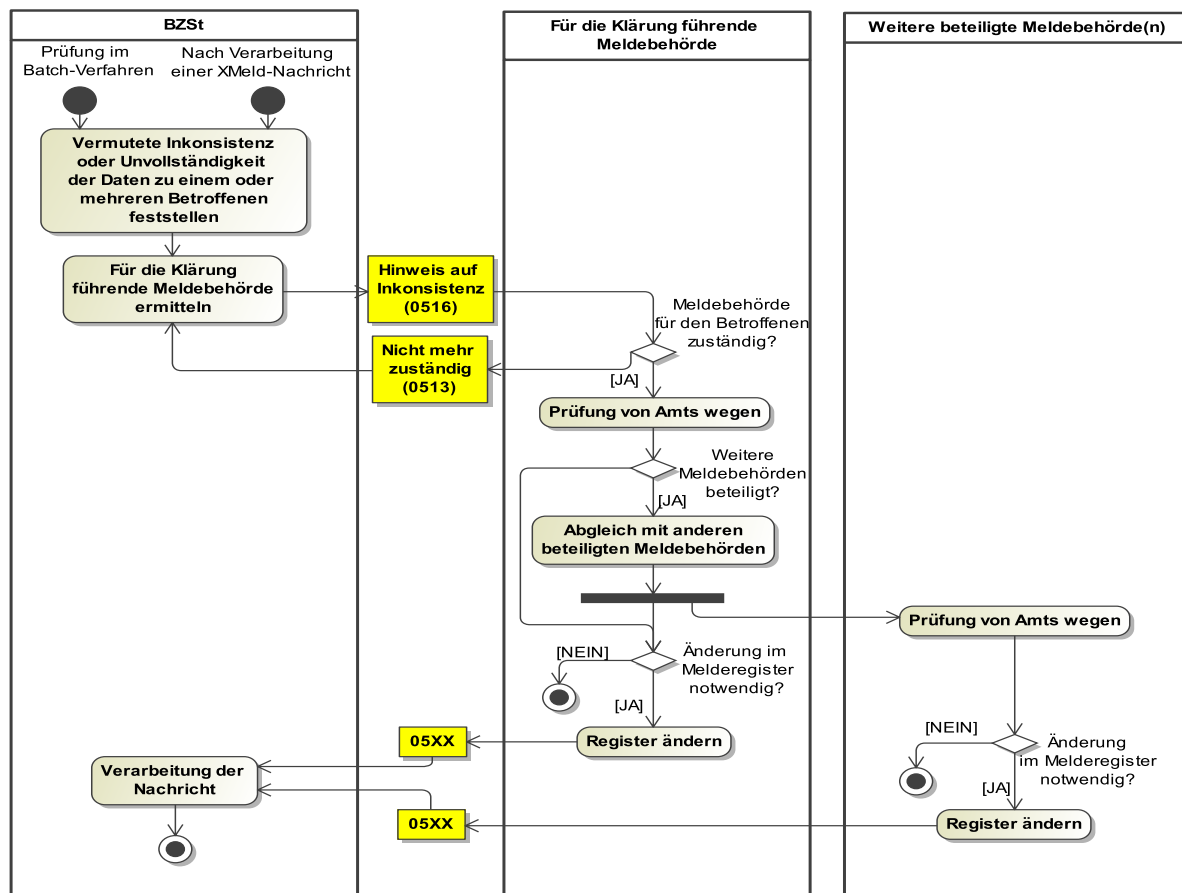 BZSt
Für die Klärung führende
Meldebehörde
Weitere beteiligte Meldebehörde(n)
Prüfung im
Batch-Verfahren
Nach Verarbeitung
einer XMeld-Nachricht
Vermutete Inkonsistenz
oder Unvollständigkeit
der Daten zu einem oder
mehreren Betroffenen
feststellen
Für die Klärung
führende Meldebehörde
ermitteln
Hinweis auf
Inkonsistenz
(0516)
Meldebehörde
für den Betroffenen
zuständig?
Nicht mehr
zuständig
(0513)
[JA]
Prüfung von Amts wegen
Weitere
Meldebehörden
beteiligt?
[JA]
Abgleich mit anderen
beteiligten Meldebehörden
Prüfung von Amts wegen
[NEIN]
Änderung im
Melderegister
notwendig?
[JA]
Register ändern
05XX
[NEIN]
Änderung
im Melderegister
notwendig?
[JA]
Register ändern
05XX
Verarbeitung der
Nachricht